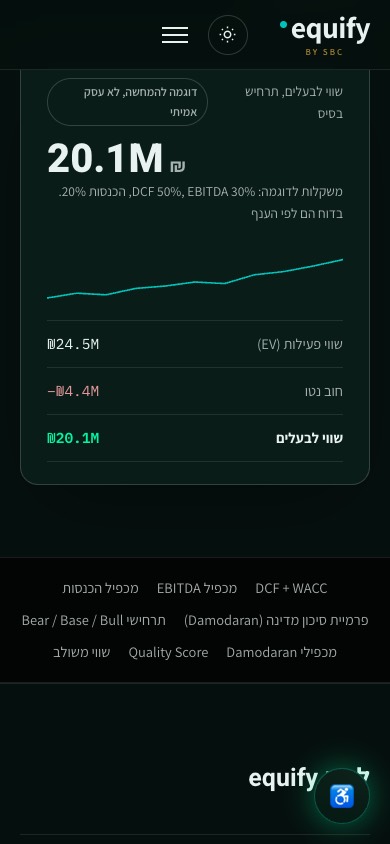 equify
BY SBC
שווי לבעלים, תרחיש בסיס
דוגמה להמחשה, לא עסק אמיתי
20.1M ₪
משקלות לדוגמה: DCF 50%, EBITDA 30%, הכנסות 20%.
בדוח הם לפי הענף
שווי פעילות (EV) ₪24.5M
חוב נטו −₪4.4M
שווי לבעלים ₪20.1M
DCF + WACC מכפיל EBITDA מכפיל הכנסות
פרמיית סיכון מדינה (Damodaran) תרחישי Bear / Base / Bull
מכפילי Damodaran Quality Score שווי משולב
equify